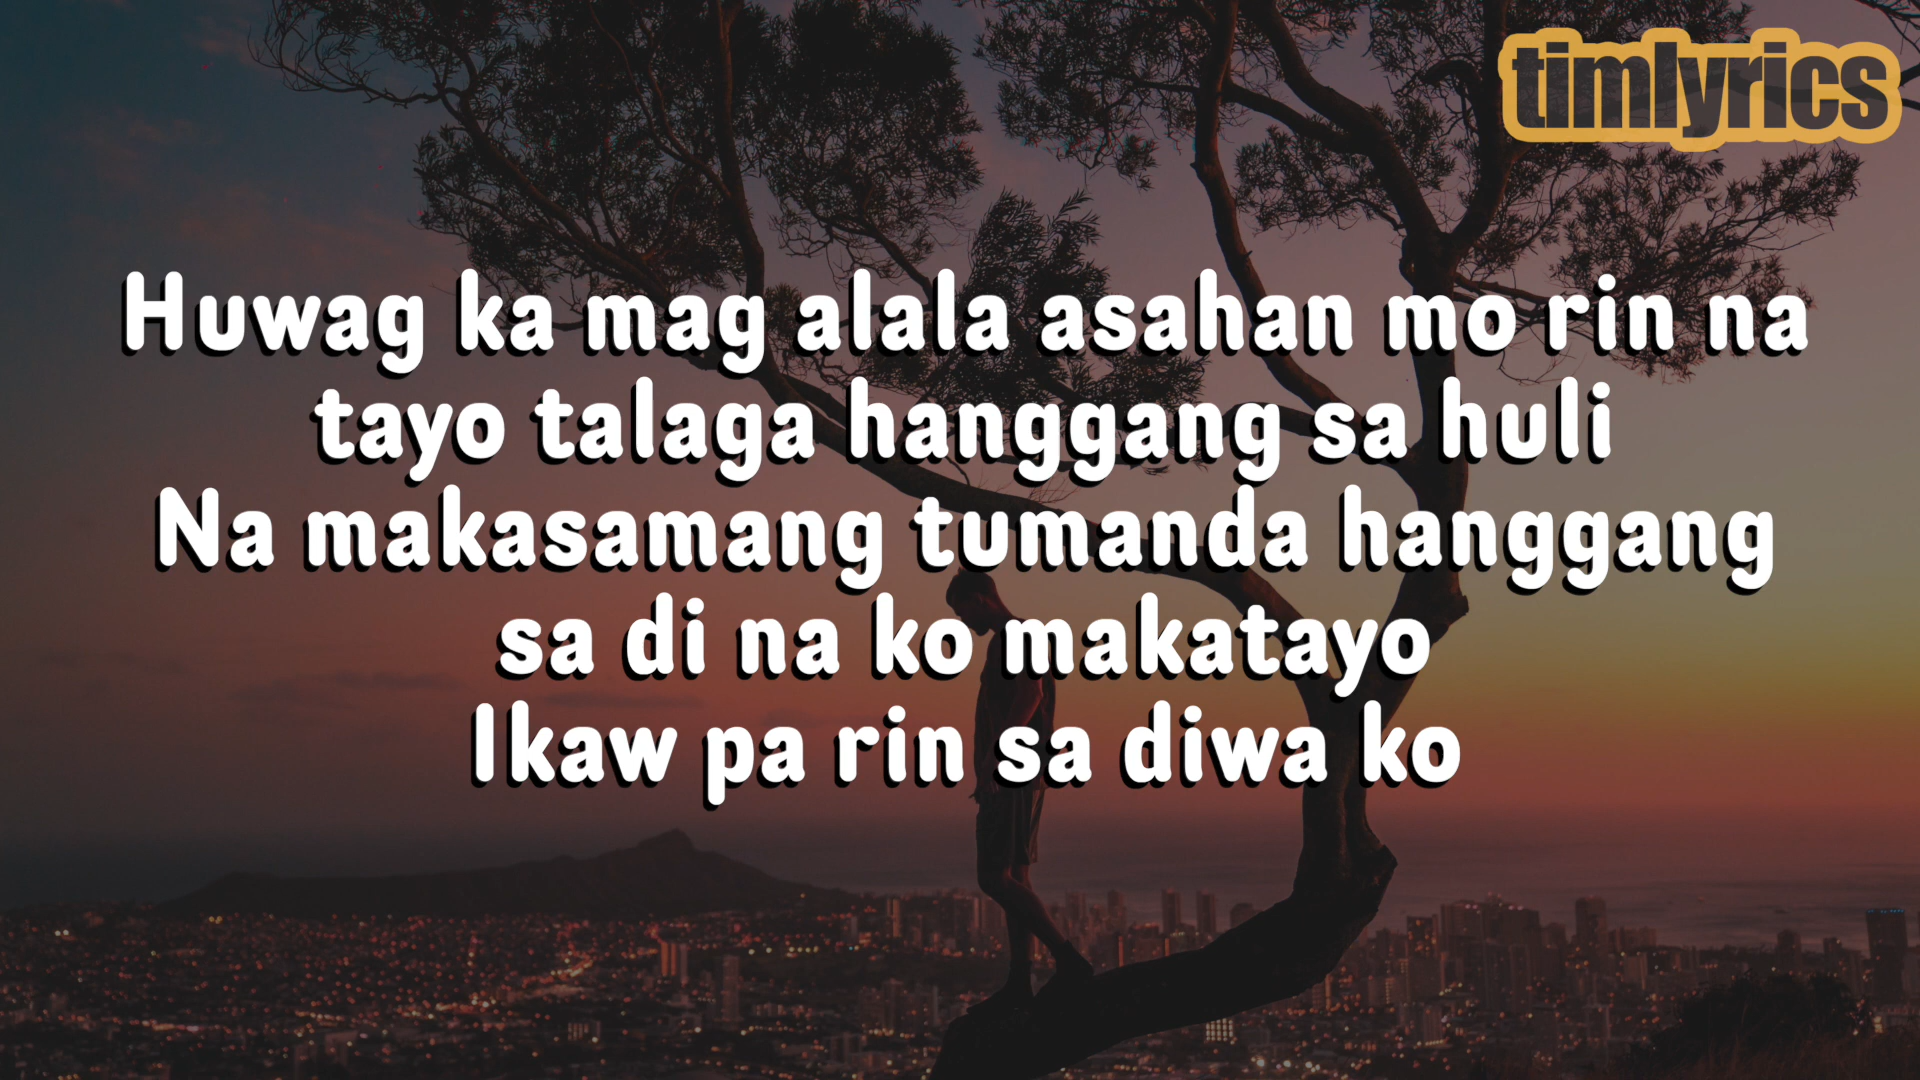 timlyrics
Huwag ka mag alala asahan mo rin na
tayo talaga hanggang sa huli
Na makasamang tumanda hanggang
sa di na ko makatayo
Ikaw pa rin sa diwa ko